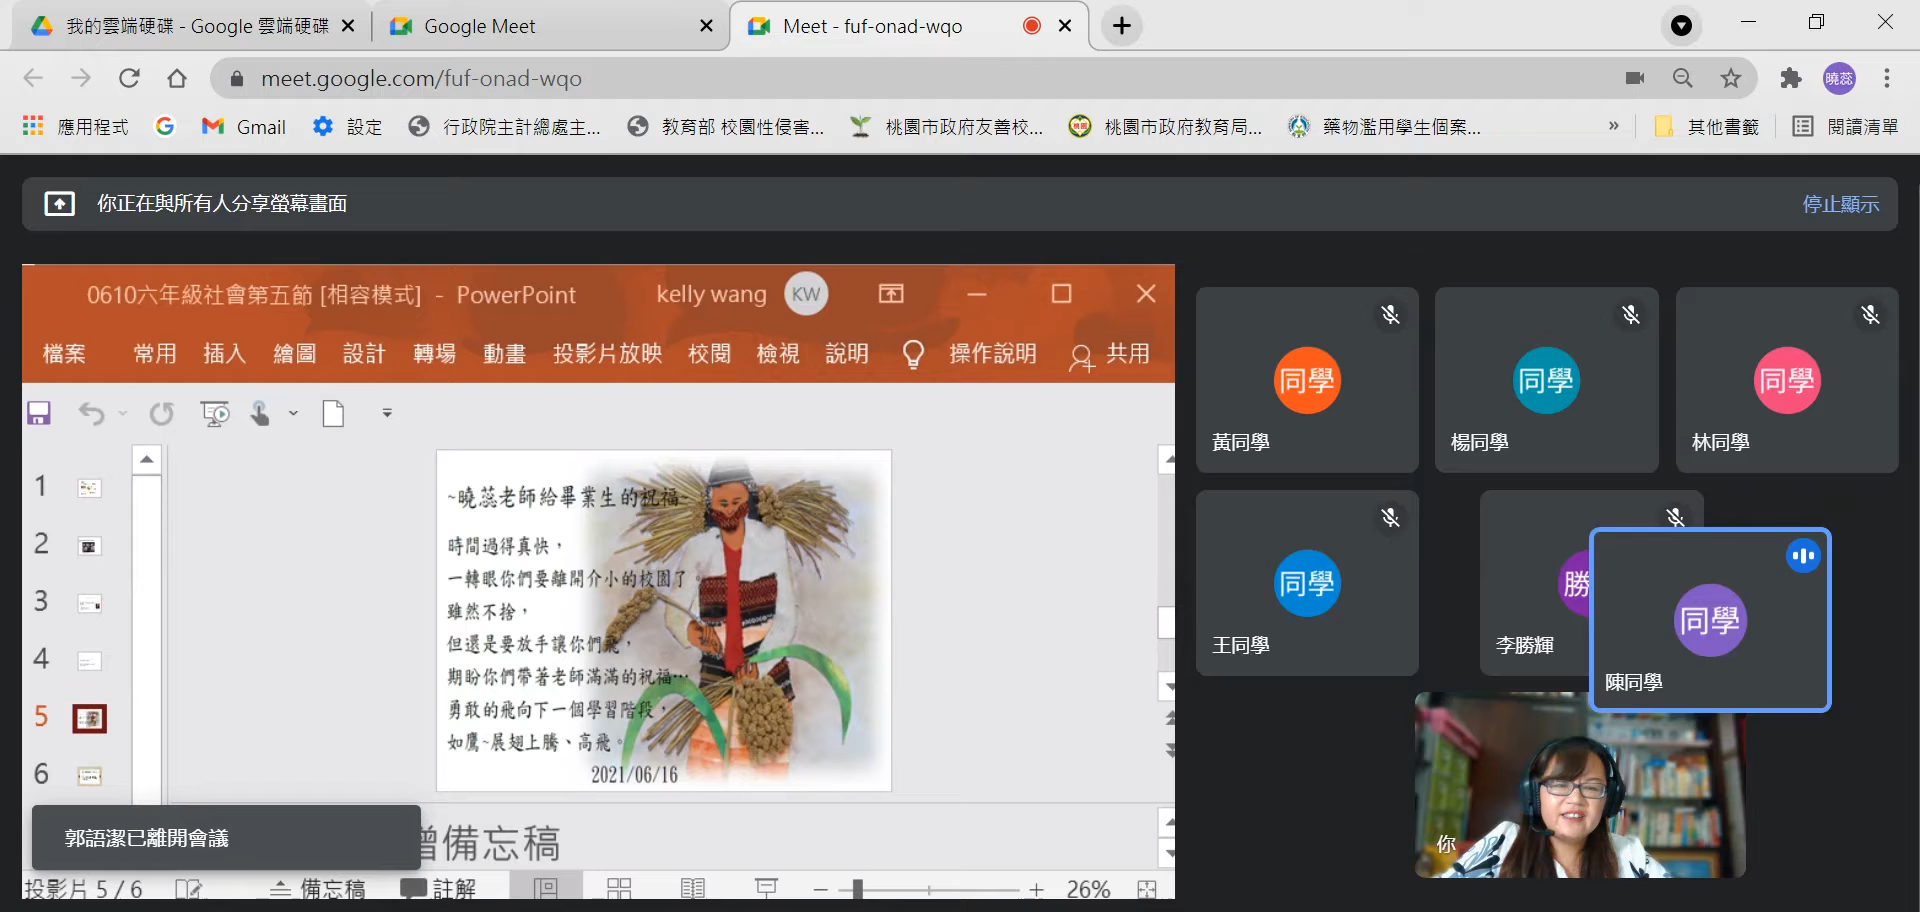 我的雲端硬碟 - Google 雲端硬碟
Google Meet
Meet - fuf-onad-wqo
meet.google.com/fuf-onad-wqo
曉蕊
應用程式
Gmail
設定
行政院主計總處主...
教育部 校園性侵害...
桃園市政府友善校...
桃園市政府教育局...
藥物濫用學生個案...
»
其他書籤
閱讀清單
你正在與所有人分享螢幕畫面
停止顯示
0610六年級社會第五節 [相容模式] - PowerPoint
kelly wang
KW
檔案 常用 插入 繪圖 設計 轉場 動畫 投影片放映 校閱 檢視 說明 操作說明 共用
1
2
3
4
5
6
~曉蕊老師給畢業生的祝福~
時間過得真快，
一轉眼你們要離開介小的校園了。
雖然不捨，
但還是要放手讓你們飛，
期盼你們帶著老師滿滿的祝福…
勇敢的飛向下一個學習階段，
如鷹~展翅上騰、高飛。
2021/06/16
郭語潔已離開會議
備忘稿
投影片 5 / 6
備忘稿
註解
26%
同學
黃同學
同學
楊同學
同學
林同學
同學
王同學
勝
李勝輝
同學
陳同學
你